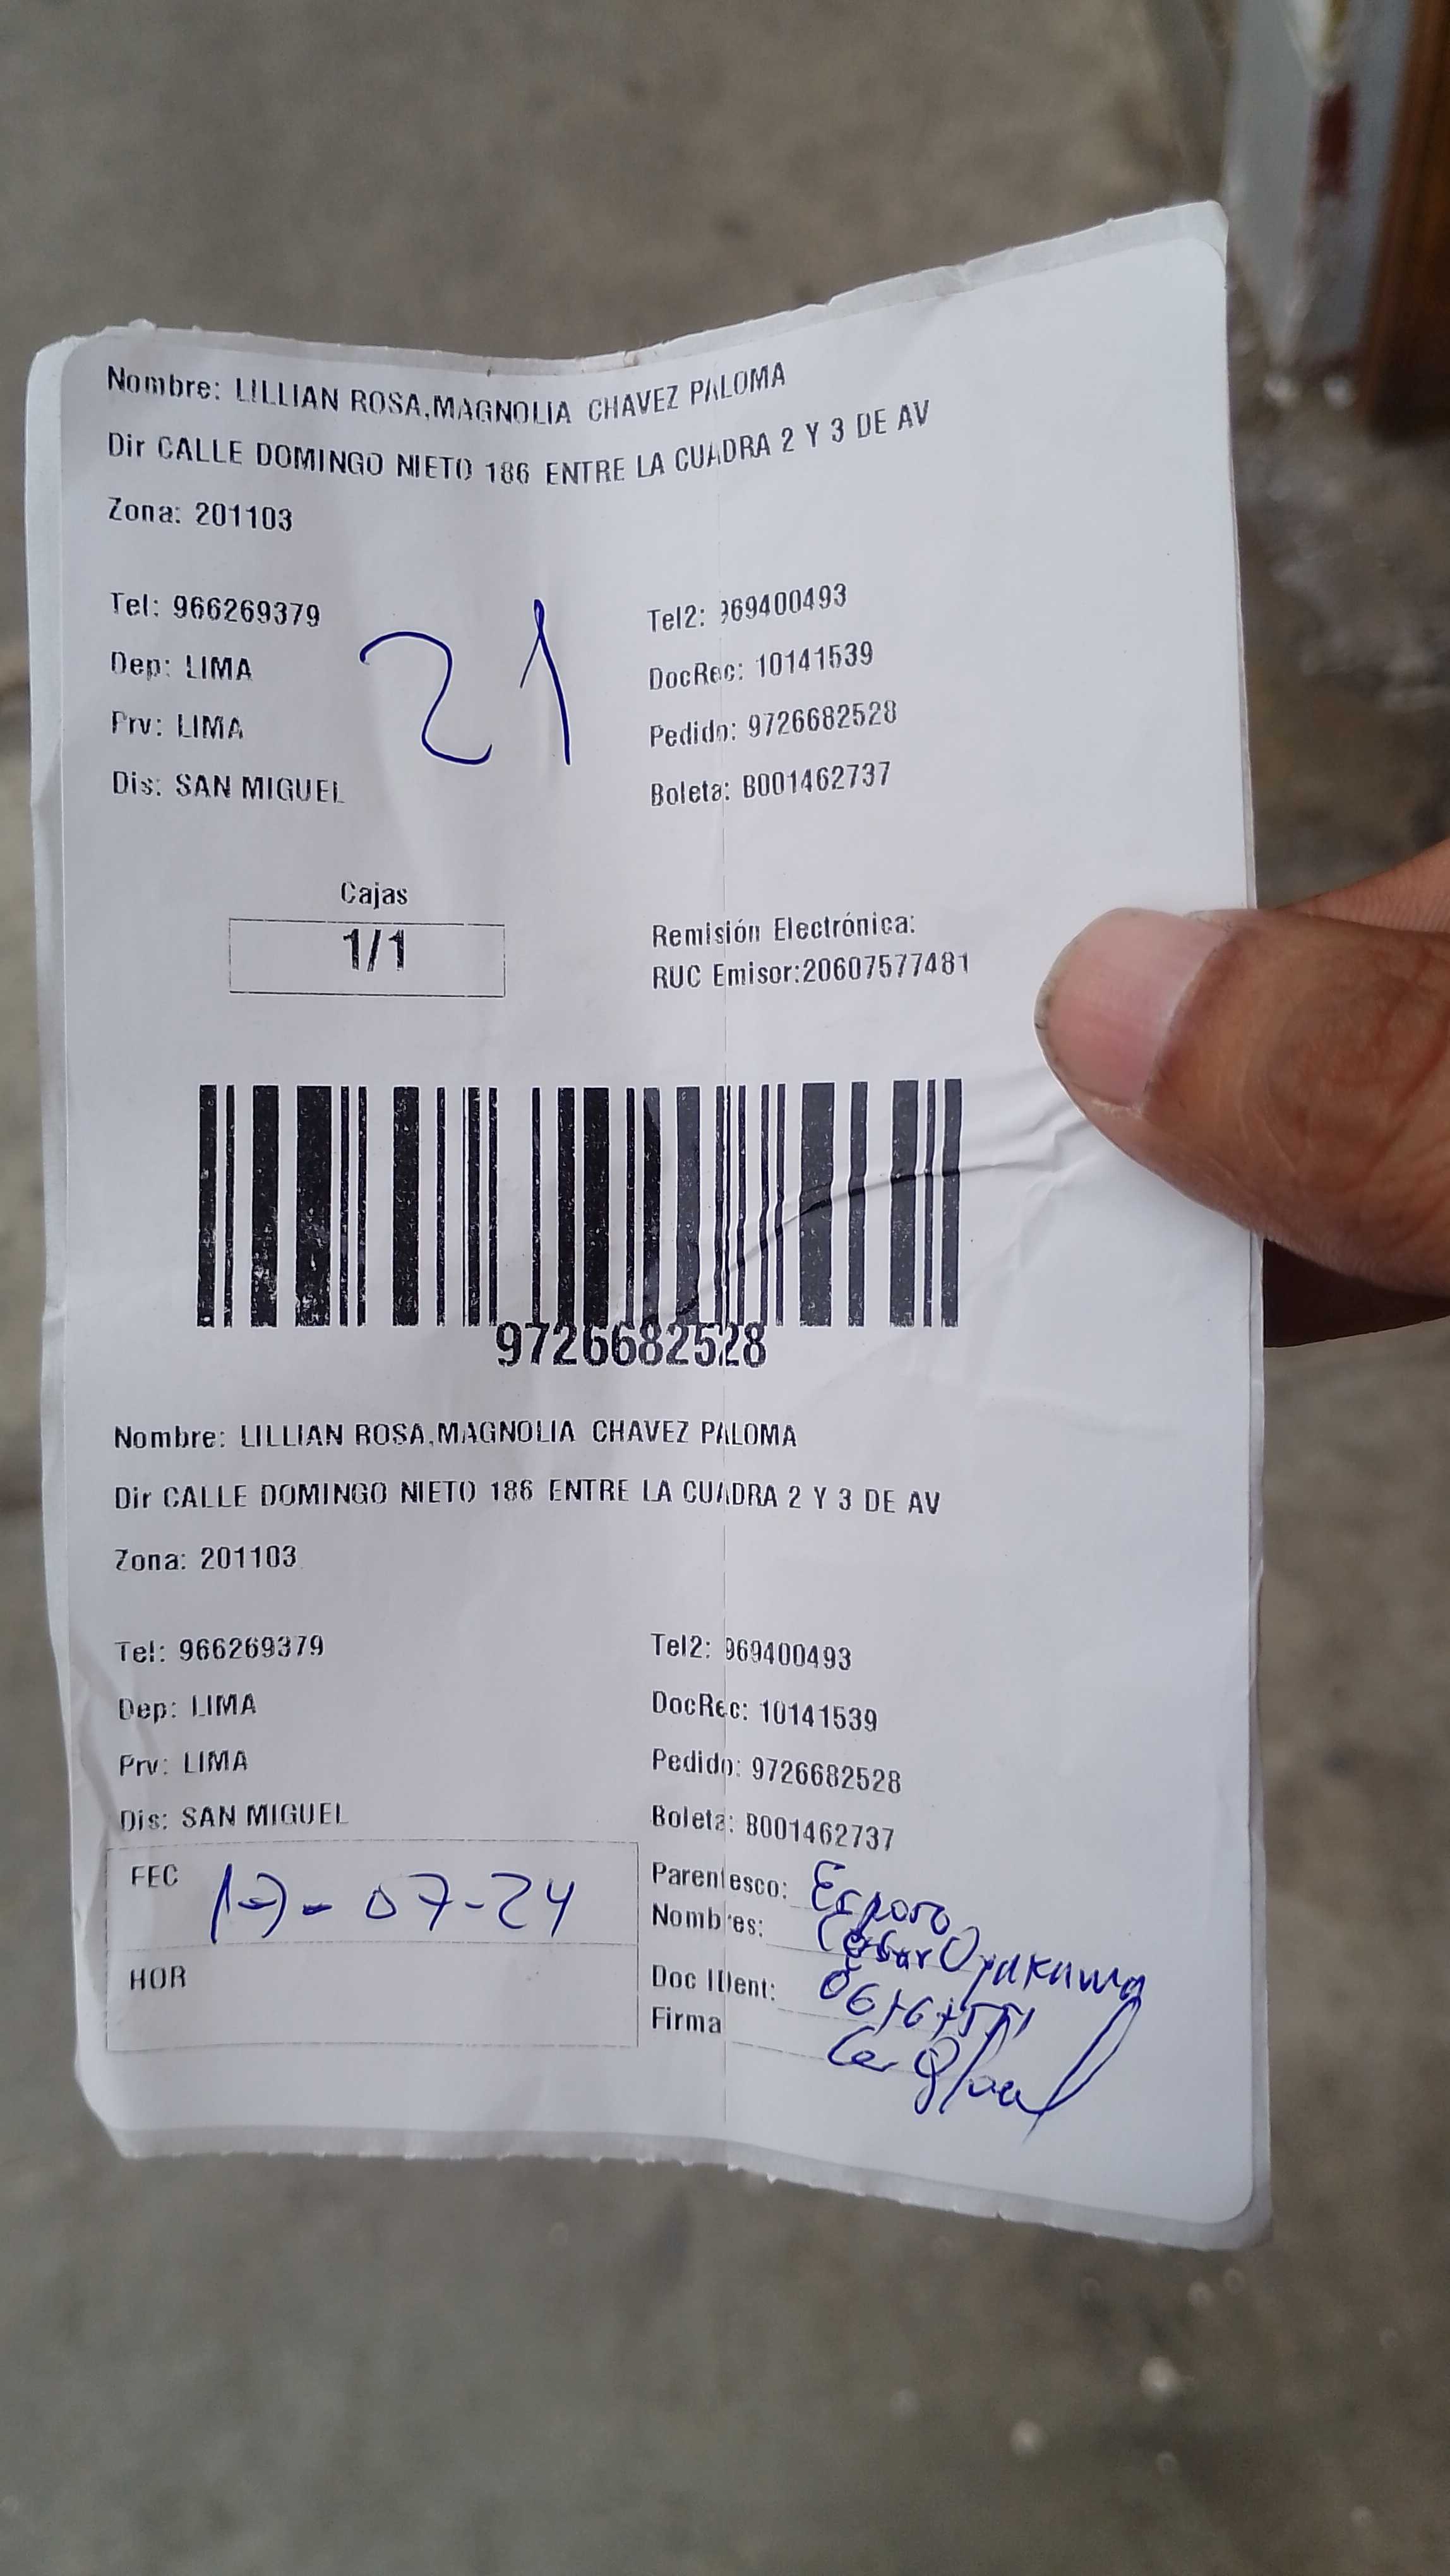 Nombre: LILLIAN ROSA,MAGNOLIA CHAVEZ PALOMA
Dir CALLE DOMINGO NIETO 186 ENTRE LA CUADRA 2 Y 3 DE AV
Zona: 201103
Tel: 966269379
Tel2: 969400493
21
Dep: LIMA
DocRec: 10141539
Prv: LIMA
Pedido: 9726682528
Dis: SAN MIGUEL
Boleta: B001462737
Cajas
1/1
Remisión Electrónica:
RUC Emisor:20607577481
9726682528
Nombre: LILLIAN ROSA,MAGNOLIA CHAVEZ PALOMA
Dir CALLE DOMINGO NIETO 186 ENTRE LA CUADRA 2 Y 3 DE AV
Zona: 201103
Tel: 966269379
Tel2: 969400493
Dep: LIMA
DocRec: 10141539
Prv: LIMA
Pedido: 9726682528
Dis: SAN MIGUEL
Boleta: B001462737
FEC 17-07-24
HOR
Parentesco: Esposo
Nombres: Cesar Oyakawa
Doc IDent:
Firma